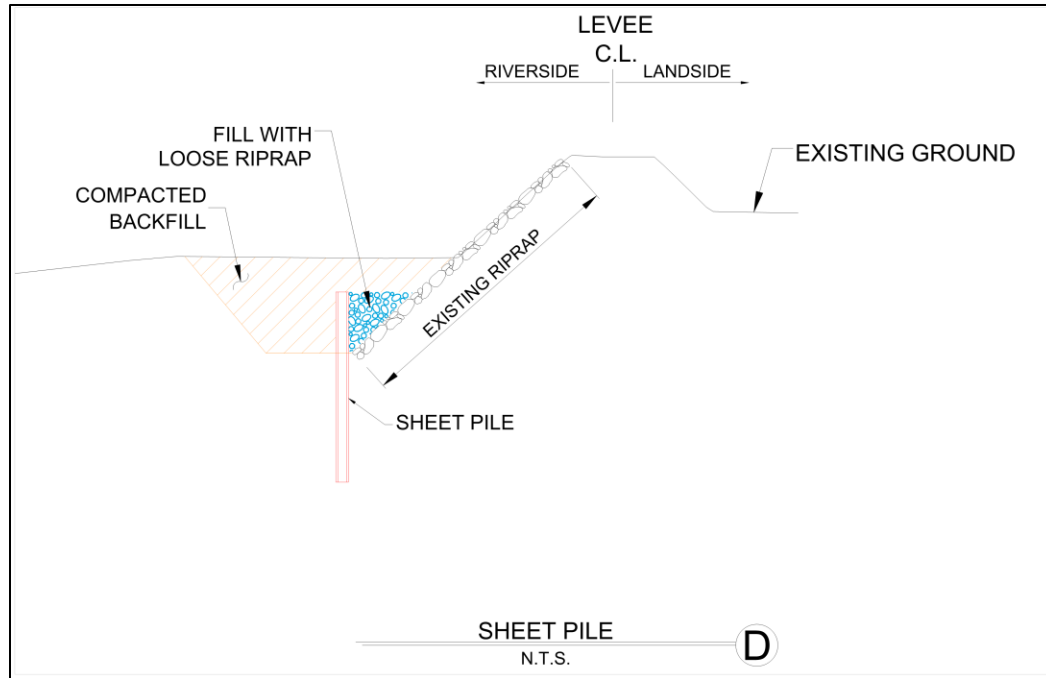 LEVEE
C.L.
RIVERSIDE
LANDSIDE
FILL WITH
LOOSE RIPRAP
EXISTING GROUND
COMPACTED
BACKFILL
EXISTING RIPRAP
SHEET PILE
SHEET PILE
N.T.S.
D